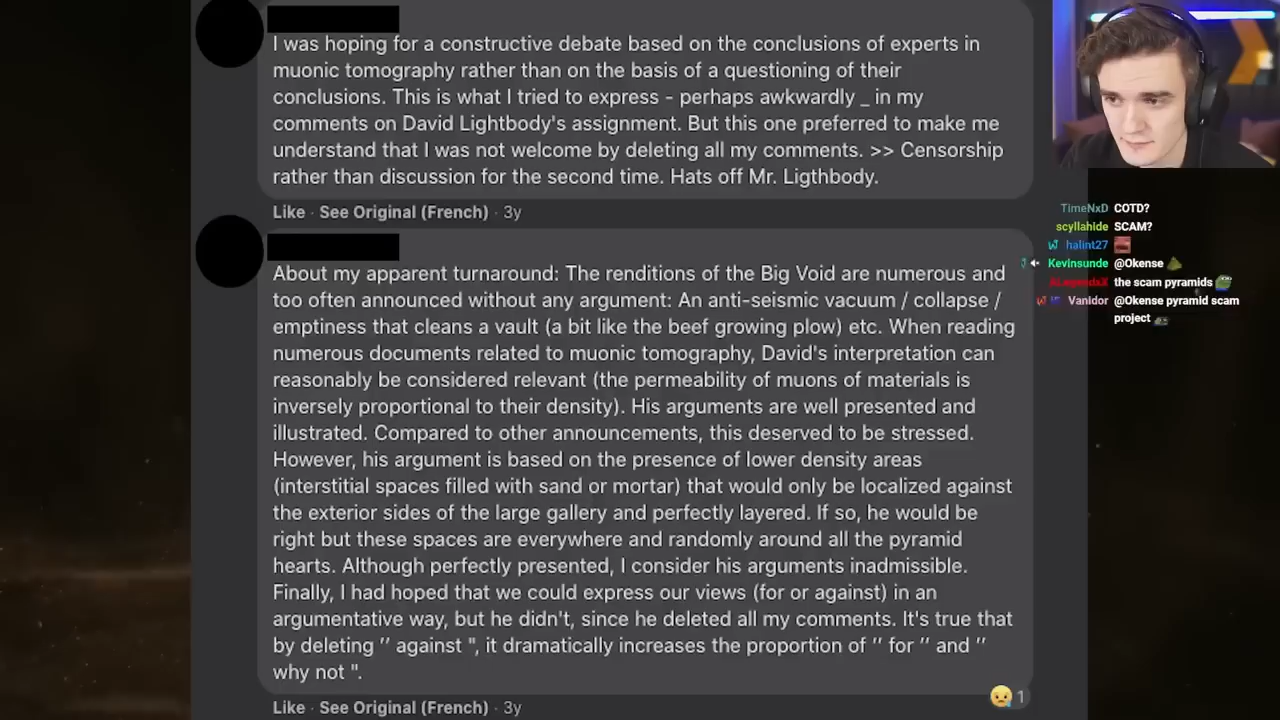 I was hoping for a constructive debate based on the conclusions of experts in
muonic tomography rather than on the basis of a questioning of their
conclusions. This is what I tried to express - perhaps awkwardly _ in my
comments on David Lightbody's assignment. But this one preferred to make me
understand that I was not welcome by deleting all my comments. >> Censorship
rather than discussion for the second time. Hats off Mr. Ligthbody.
Like · See Original (French) · 3y
About my apparent turnaround: The renditions of the Big Void are numerous and
too often announced without any argument: An anti-seismic vacuum / collapse /
emptiness that cleans a vault (a bit like the beef growing plow) etc. When reading
numerous documents related to muonic tomography, David's interpretation can
reasonably be considered relevant (the permeability of muons of materials is
inversely proportional to their density). His arguments are well presented and
illustrated. Compared to other announcements, this deserved to be stressed.
However, his argument is based on the presence of lower density areas
(interstitial spaces filled with sand or mortar) that would only be localized against
the exterior sides of the large gallery and perfectly layered. If so, he would be
right but these spaces are everywhere and randomly around all the pyramid
hearts. Although perfectly presented, I consider his arguments inadmissible.
Finally, I had hoped that we could express our views (for or against) in an
argumentative way, but he didn't, since he deleted all my comments. It's true that
by deleting '' against ", it dramatically increases the proportion of '' for '' and ''
why not ".
1
Like · See Original (French) · 3y
TimeNxD COTD?
scyllahide SCAM?
halint27
Kevinsunde @Okense
the scam pyramids
Vanidor @Okense pyramid scam
project